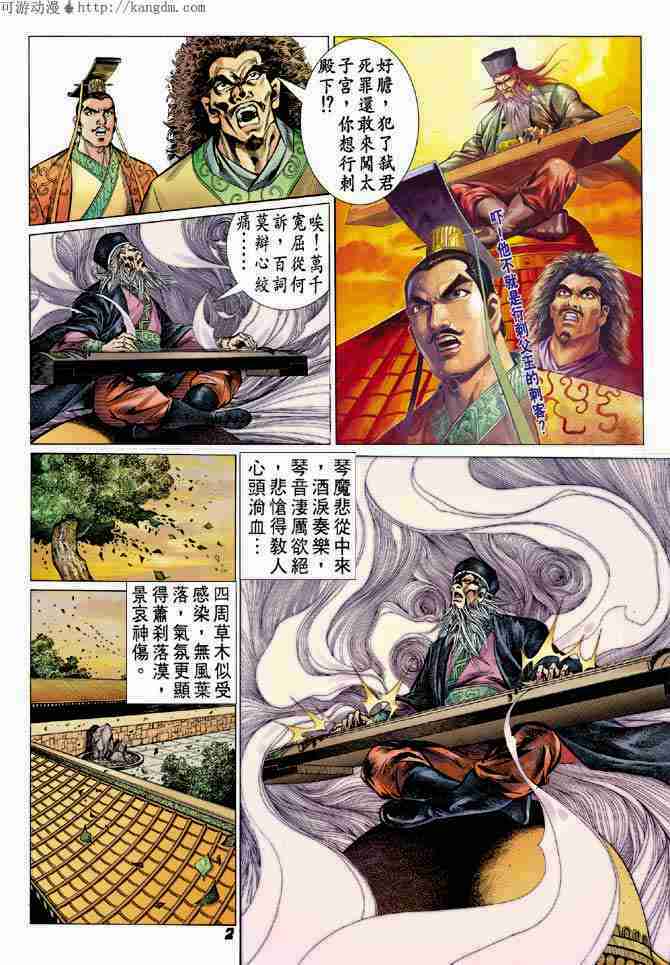 可游动漫 http://kangdm.com
好膽，犯了弒君
死罪還敢來闖太
子宮，你想行刺
殿下!?
吓！他不就是行刺父王的刺客？
唉！萬千
冤屈從何
訴，百詞
莫辯心絞
痛……
琴魔悲從中來
，酒淚奏樂，
琴音淒厲欲絕
，悲愴得教人
心頭淌血…
四周草木似受
感染，無風葉
落，氣氛更顯
得蕭剎落漠，
景哀神傷。
2